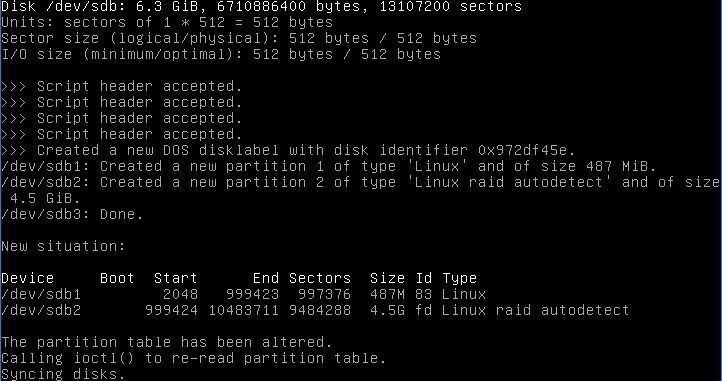 Disk /dev/sdb: 6.3 GiB, 6710886400 bytes, 13107200 sectors
Units: sectors of 1 * 512 = 512 bytes
Sector size (logical/physical): 512 bytes / 512 bytes
I/O size (minimum/optimal): 512 bytes / 512 bytes
>>> Script header accepted.
>>> Script header accepted.
>>> Script header accepted.
>>> Script header accepted.
>>> Created a new DOS disklabel with disk identifier 0x972df45e.
/dev/sdb1: Created a new partition 1 of type 'Linux' and of size 487 MiB.
/dev/sdb2: Created a new partition 2 of type 'Linux raid autodetect' and of size
 4.5 GiB.
/dev/sdb3: Done.
New situation:
Device     Boot  Start      End Sectors  Size Id Type
/dev/sdb1         2048   999423  997376  487M 83 Linux
/dev/sdb2       999424 10483711 9484288  4.5G fd Linux raid autodetect
The partition table has been altered.
Calling ioctl() to re-read partition table.
Syncing disks.